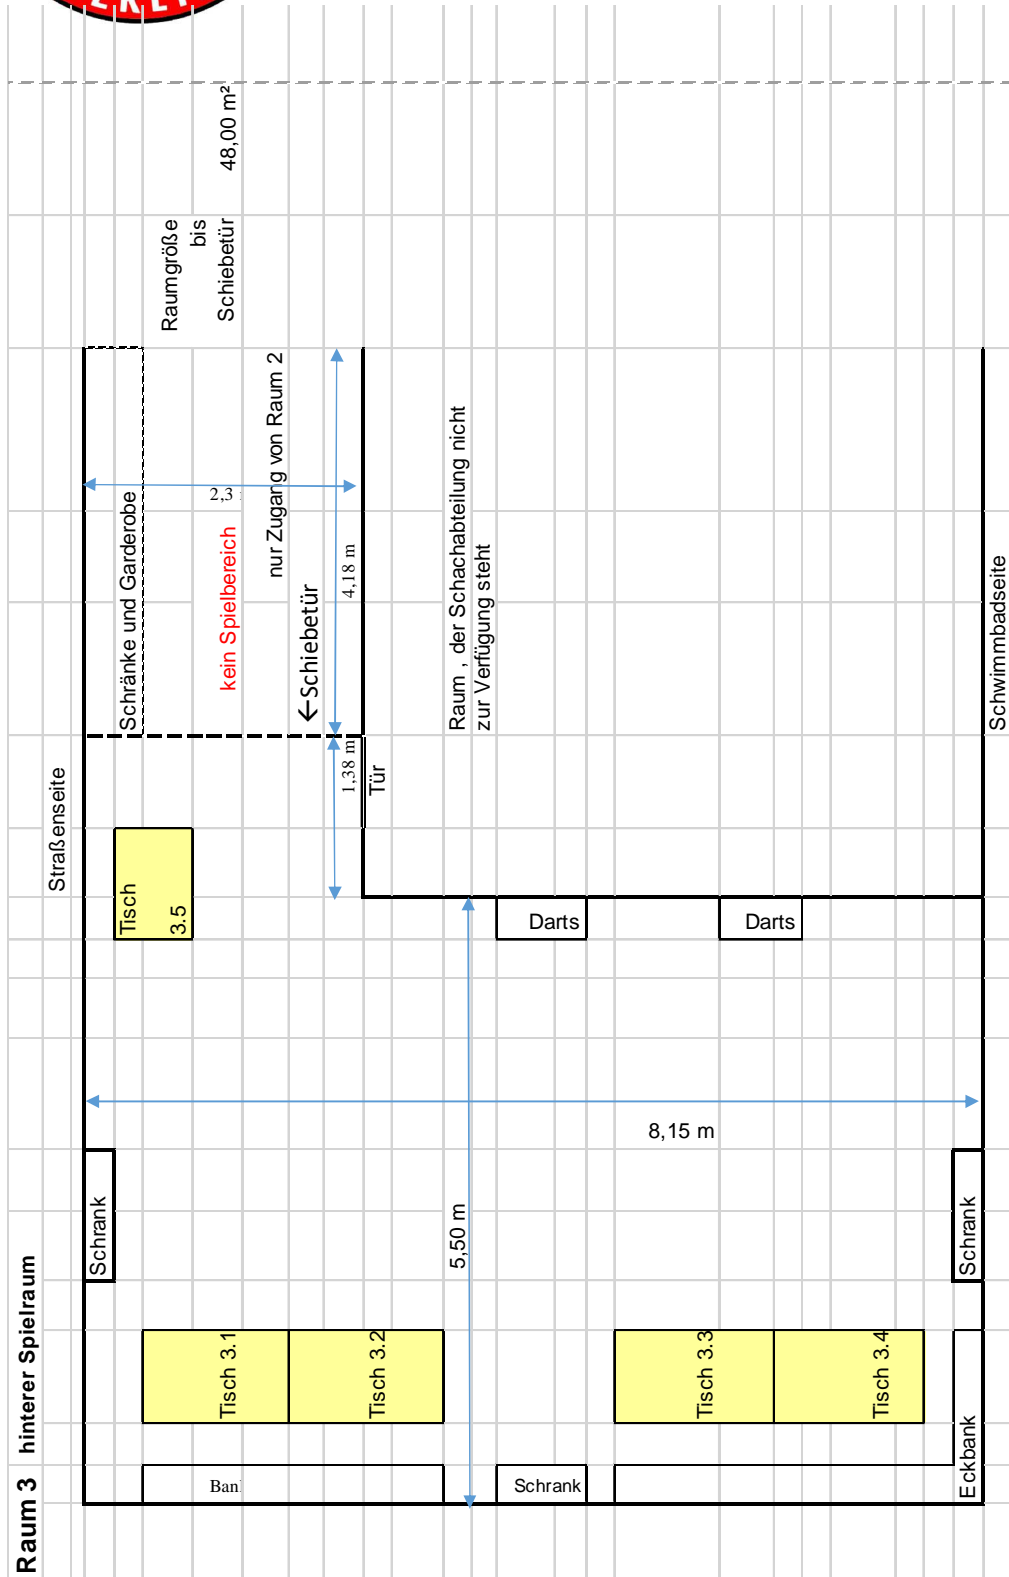 Raum 3 hinterer Spielraum
Straßenseite
Raumgröße
bis
Schiebetür 48,00 m²
Schränke und Garderobe
kein Spielbereich
2,3
nur Zugang von Raum 2
←Schiebetür
4,18 m
1,38 m
Tür
Raum , der Schachabteilung nicht
zur Verfügung steht
Tisch
3.5
Darts
Darts
8,15 m
5,50 m
Schrank
Schrank
Tisch 3.1
Tisch 3.2
Tisch 3.3
Tisch 3.4
Ban
Schrank
Eckbank
Schwimmbadseite